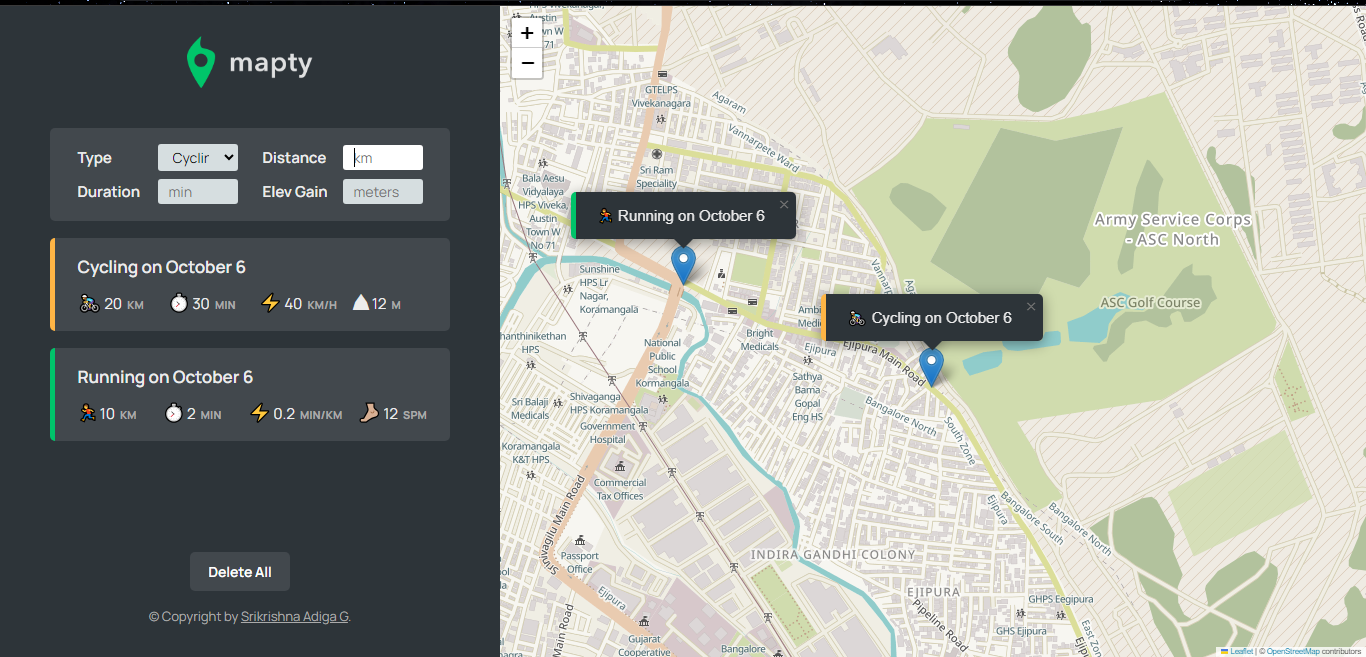 mapty
Type
Cyclir
Distance
km
Duration
min
Elev Gain
meters
Cycling on October 6
20 KM
30 MIN
40 KM/H
12 M
Running on October 6
10 KM
2 MIN
0.2 MIN/KM
12 SPM
Delete All
© Copyright by Srikrishna Adiga G.
+
−
Austin
Town W
71
GTELPS
Vivekanagara
Agaram
Vannarpete Ward
Sri Ram
Speciality
Bala Aesu
Vidyalaya
HPS Viveka,
Austin
Town W
No 71
Running on October 6
×
Army Service Corps
- ASC North
Sunshine
HPS Lr
Nagar,
Koramangala
ASC Golf Course
Cycling on October 6
×
Bright
Medicals
Ejipura
Ejipura Main Road
National
Public
School
Kormangala
hanthinikethan
HPS
Sathya
Bama
Gopal
Eng HS
Sri Balaji
Medicals
Shivaganga
HPS Koramangala
Government
Hospital
Bangalore North
South Zone
Koramangala
K&T HPS
Commercial
Tax Offices
Srivagilu Main Road
Ejipura
Bangalore South
Bangalore North
Passport
Office
INDIRA GANDHI COLONY
Ejipura
EJIPURA
Pipeline Road
GHPS Eegipura
GHS Ejipura
East Zone
Main Road
Gujarat
Cooperative
Bangalore
Leaflet | © OpenStreetMap contributors